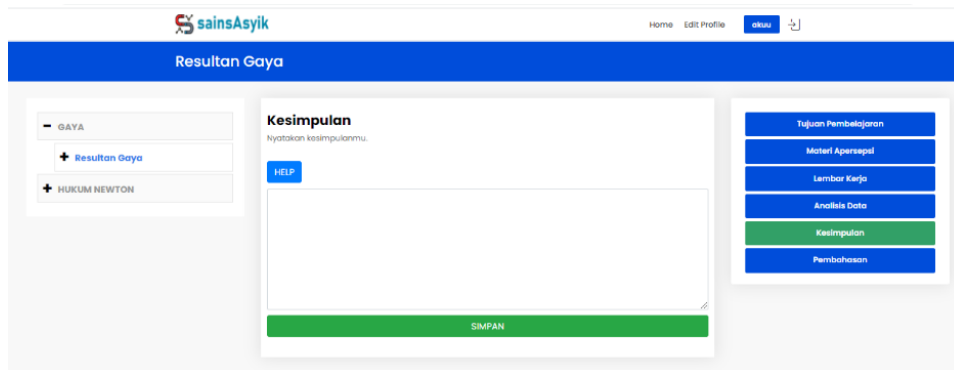 sainsAsyik
Home Edit Profile akuu
Resultan Gaya
GAYA
Resultan Gaya
HUKUM NEWTON
Kesimpulan
Nyatakan kesimpulanmu.
HELP
SIMPAN
Tujuan Pembelajaran
Materi Apersepsi
Lembar Kerja
Analisis Data
Kesimpulan
Pembahasan